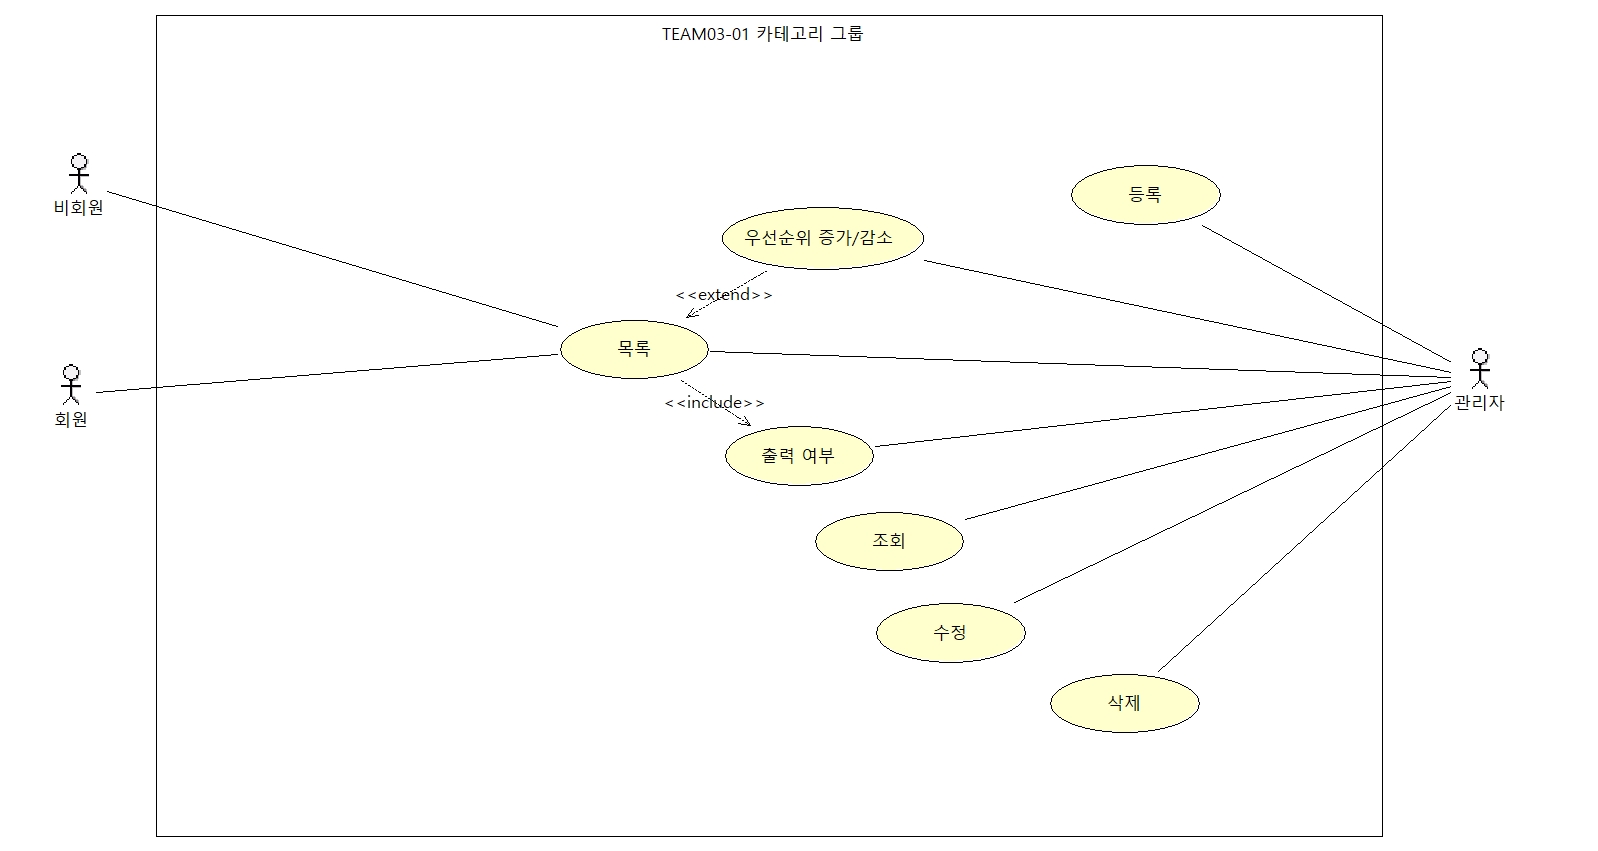 TEAM03-01 카테고리 그룹
비회원
회원
등록
우선순위 증가/감소
<<extend>>
목록
<<include>>
출력 여부
조회
수정
삭제
관리자